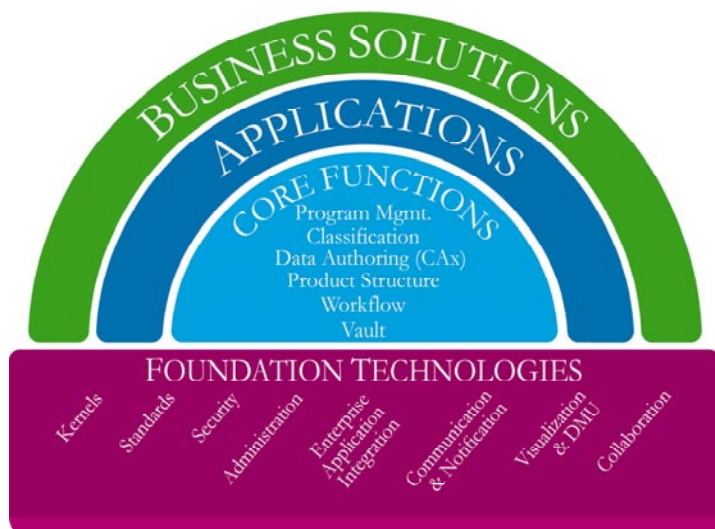 BUSINESS SOLUTIONS
APPLICATIONS
CORE FUNCTIONS
Program Mgmt.
Classification
Data Authoring (CAx)
Product Structure
Workflow
Vault
FOUNDATION TECHNOLOGIES
Kernels
Standards
Security
Administration
Enterprise
Application
Integration
Communication
& Notification
Visualization
& DMU
Collaboration